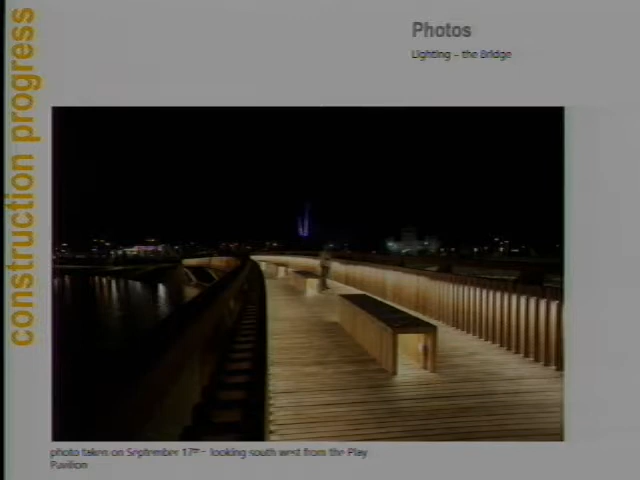 construction progress
Photos
Lighting - the Bridge
photo taken on September 17th - looking south west from the Play
Pavilion